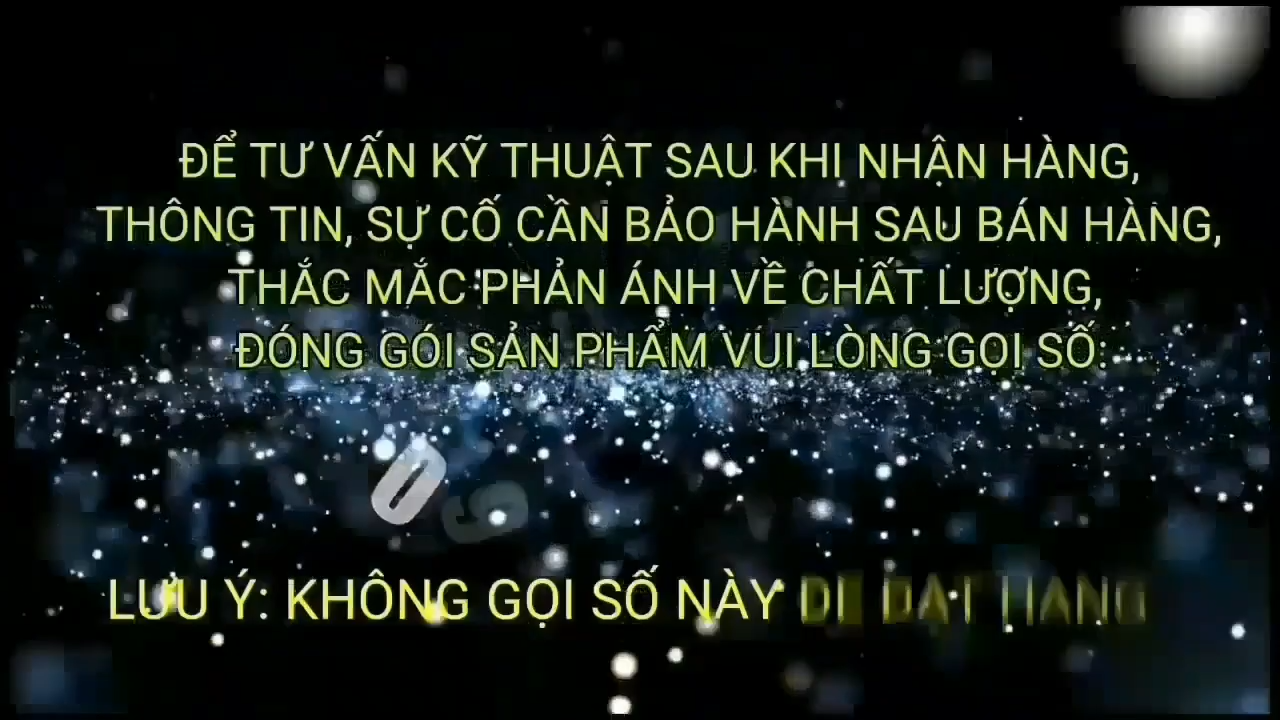 ĐỂ TƯ VẤN KỸ THUẬT SAU KHI NHẬN HÀNG,
THÔNG TIN, SỰ CỐ CẦN BẢO HÀNH SAU BÁN HÀNG,
THẮC MẮC PHẢN ÁNH VỀ CHẤT LƯỢNG,
ĐÓNG GÓI SẢN PHẨM VUI LÒNG GỌI SỐ:
0
LƯU Ý: KHÔNG GỌI SỐ NÀY